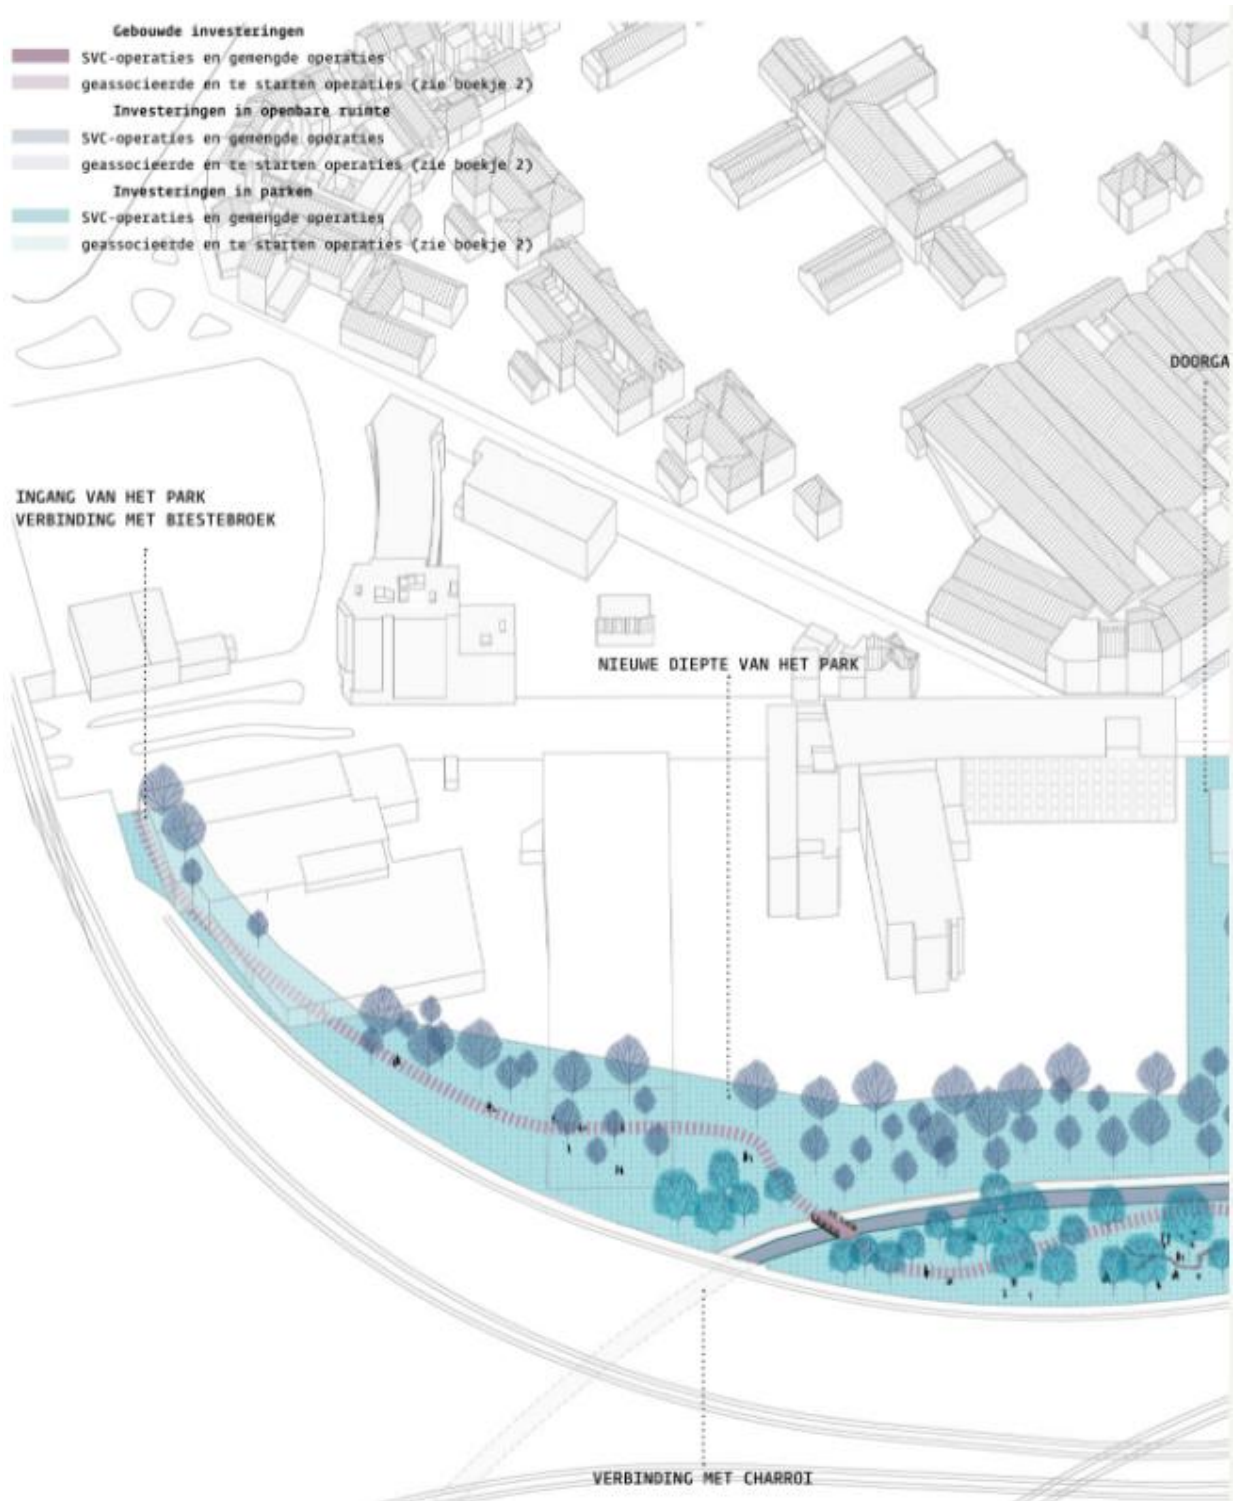 Gebouwde investeringen
SVC-operaties en gemengde operaties
geassocieerde en te starten operaties (zie boekje 2)
Investeringen in openbare ruimte
SVC-operaties en gemengde operaties
geassocieerde en te starten operaties (zie boekje 2)
Investeringen in parken
SVC-operaties en gemengde operaties
geassocieerde en te starten operaties (zie boekje 2)
DOORGA
INGANG VAN HET PARK
VERBINDING MET BIESTEBROEK
NIEUWE DIEPTE VAN HET PARK
VERBINDING MET CHARROI